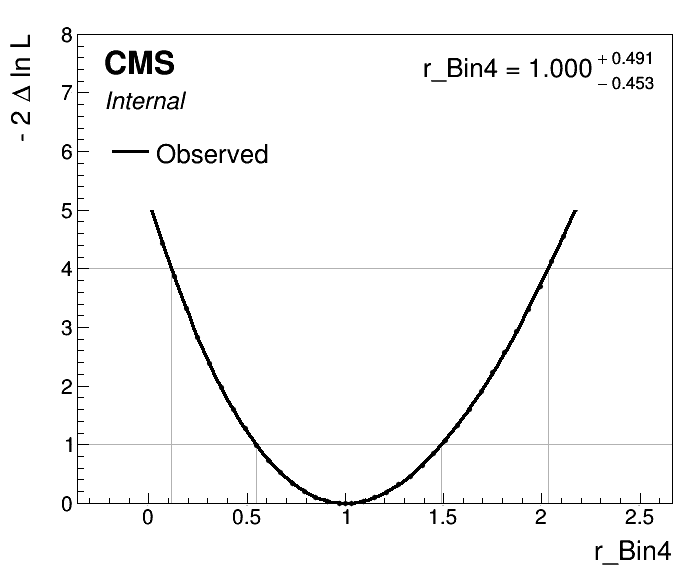 CMS
Internal
r_Bin4 = 1.000 + 0.491 − 0.453
Observed
- 2 Δ ln L
8
7
6
5
4
3
2
1
0
0 0.5 1 1.5 2 2.5
r_Bin4